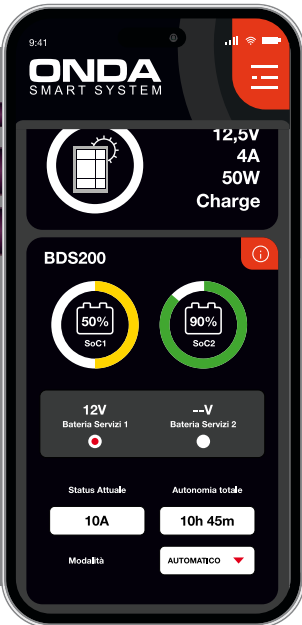 9:41
ONDA
SMART SYSTEM
12,5V
4A
50W
Charge
BDS200
50%
SoC1
90%
SoC2
12V
--V
Bateria Servizi 1
Bateria Servizi 2
Status Attuale
Autonomia totale
10A
10h 45m
Modalità
AUTOMATICO